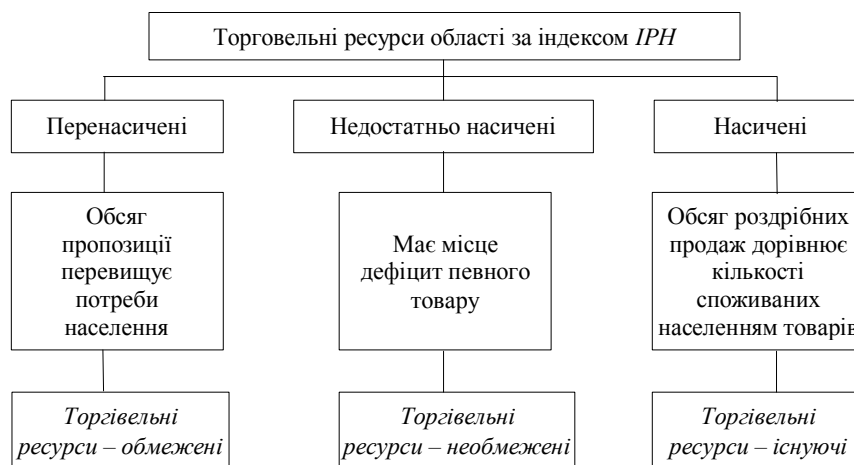 Торговельні ресурси області за індексом ІРН
Перенасичені
Недостатньо насичені
Насичені
Обсяг
пропозиції
перевищує
потреби
населення
Має місце
дефіцит певного
товару
Обсяг роздрібних
продаж дорівнює
кількості
споживаних
населенням товарів
Торгівельні
ресурси – обмежені
Торгівельні
ресурси – необмежені
Торгівельні
ресурси – існуючі